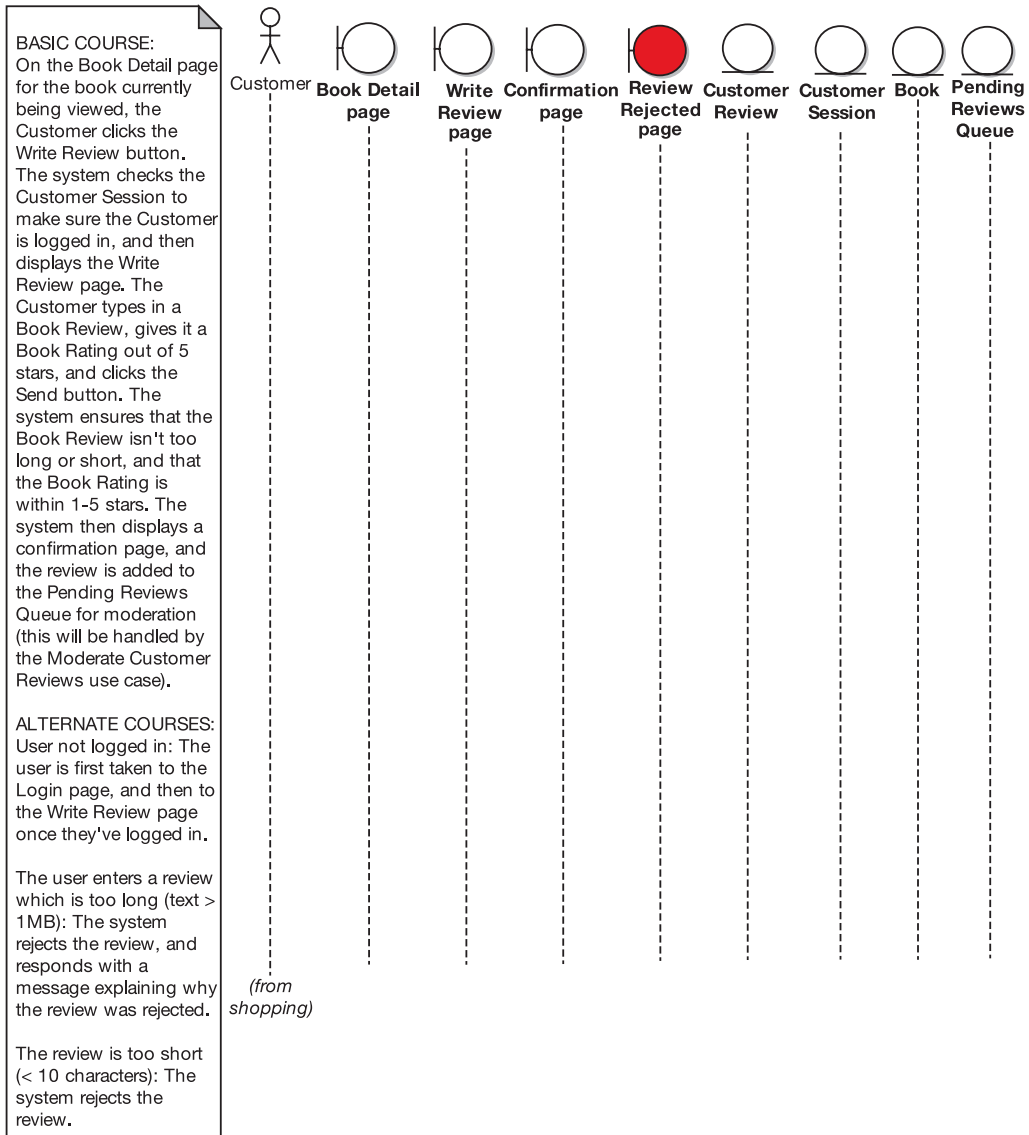 BASIC COURSE:
On the Book Detail page
for the book currently
being viewed, the
Customer clicks the
Write Review button.
The system checks the
Customer Session to
make sure the Customer
is logged in, and then
displays the Write
Review page. The
Customer types in a
Book Review, gives it a
Book Rating out of 5
stars, and clicks the
Send button. The
system ensures that the
Book Review isn't too
long or short, and that
the Book Rating is
within 1-5 stars. The
system then displays a
confirmation page, and
the review is added to
the Pending Reviews
Queue for moderation
(this will be handled by
the Moderate Customer
Reviews use case).
ALTERNATE COURSES:
User not logged in: The
user is first taken to the
Login page, and then to
the Write Review page
once they've logged in.
The user enters a review
which is too long (text >
1MB): The system
rejects the review, and
responds with a
message explaining why
the review was rejected.
The review is too short
(< 10 characters): The
system rejects the
review.
Customer
(from
shopping)
Book Detail
page
Write
Review
page
Confirmation
page
Review
Rejected
page
Customer
Review
Customer
Session
Book
Pending
Reviews
Queue